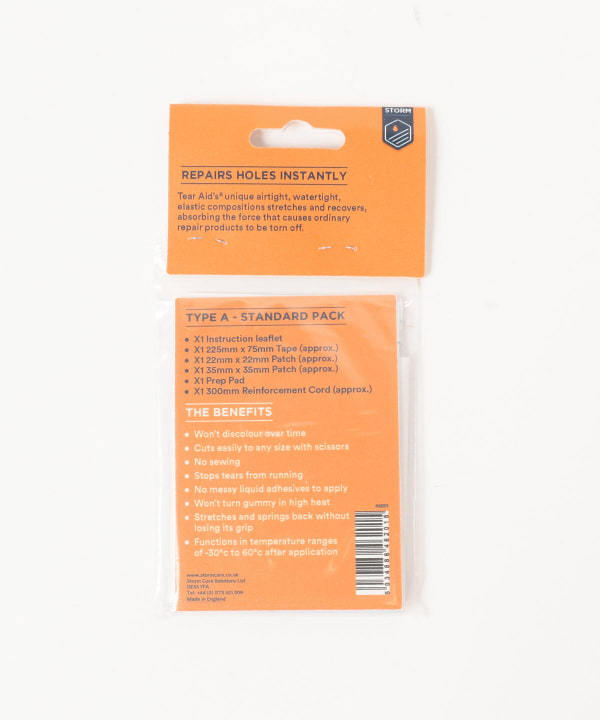 STORM
REPAIRS HOLES INSTANTLY
Tear Aid's® unique airtight, watertight,
elastic compositions stretches and recovers,
absorbing the force that causes ordinary
repair products to be torn off.
TYPE A - STANDARD PACK
• X1 Instruction leaflet
• X1 225mm x 75mm Tape (approx.)
• X1 22mm x 22mm Patch (approx.)
• X1 35mm x 35mm Patch (approx.)
• X1 Prep Pad
• X1 300mm Reinforcement Cord (approx.)
THE BENEFITS
• Won't discolour over time
• Cuts easily to any size with scissors
• No sewing
• Stops tears from running
• No messy liquid adhesives to apply
• Won't turn gummy in high heat
• Stretches and springs back without
losing its grip
• Functions in temperature ranges
of -30°c to 60°c after application
www.stormcare.co.uk
Storm Care Solutions Ltd
Made in England